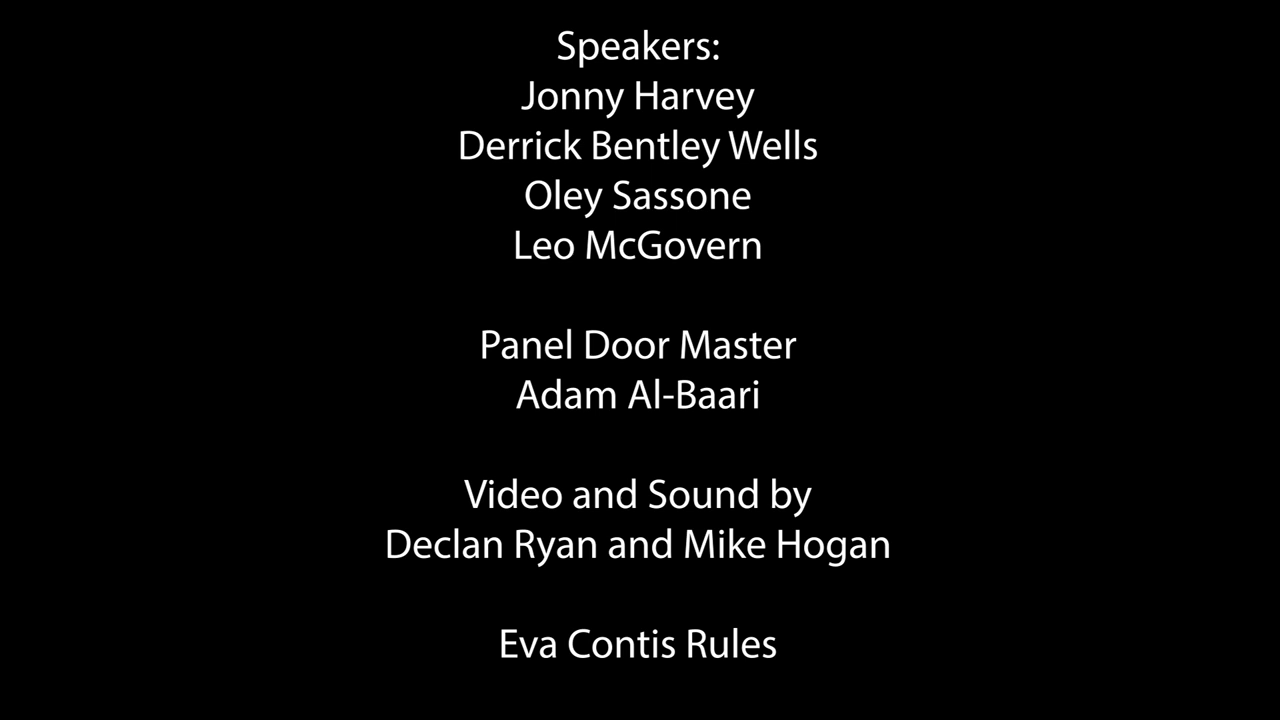 Speakers:
Jonny Harvey
Derrick Bentley Wells
Oley Sassone
Leo McGovern
Panel Door Master
Adam Al-Baari
Video and Sound by
Declan Ryan and Mike Hogan
Eva Contis Rules